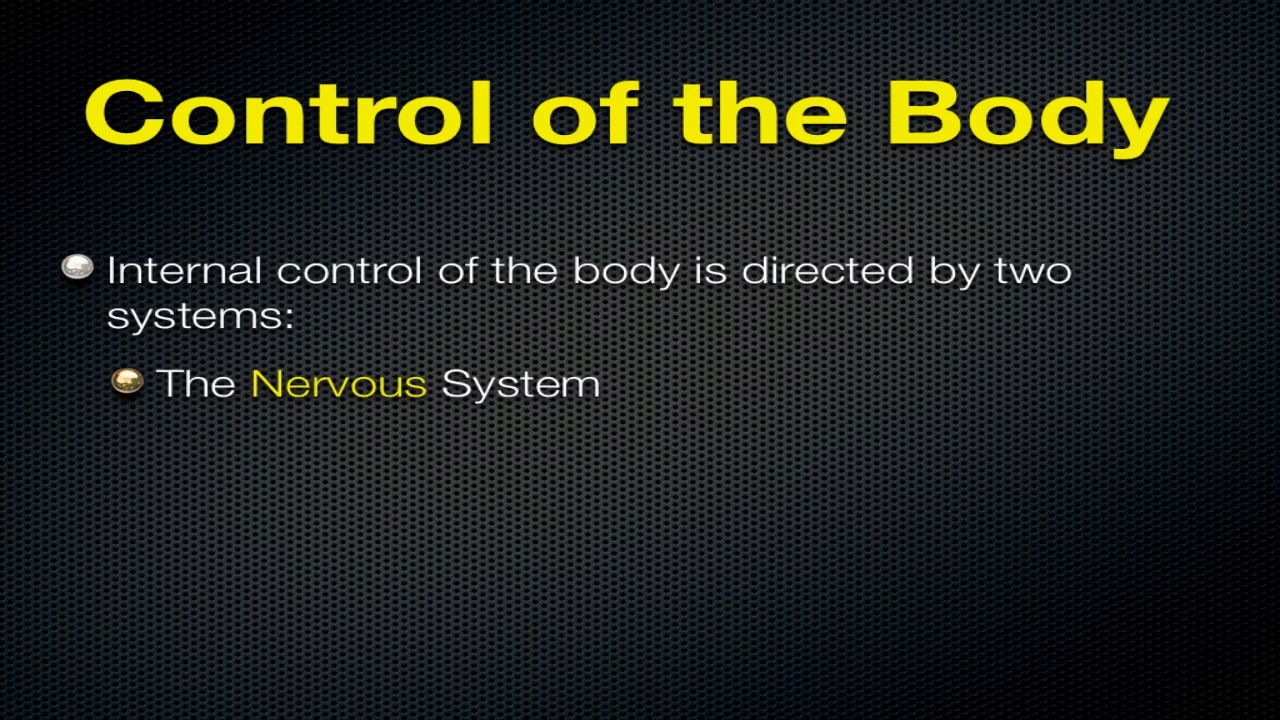 Control of the Body
Internal control of the body is directed by two
systems:
The Nervous System